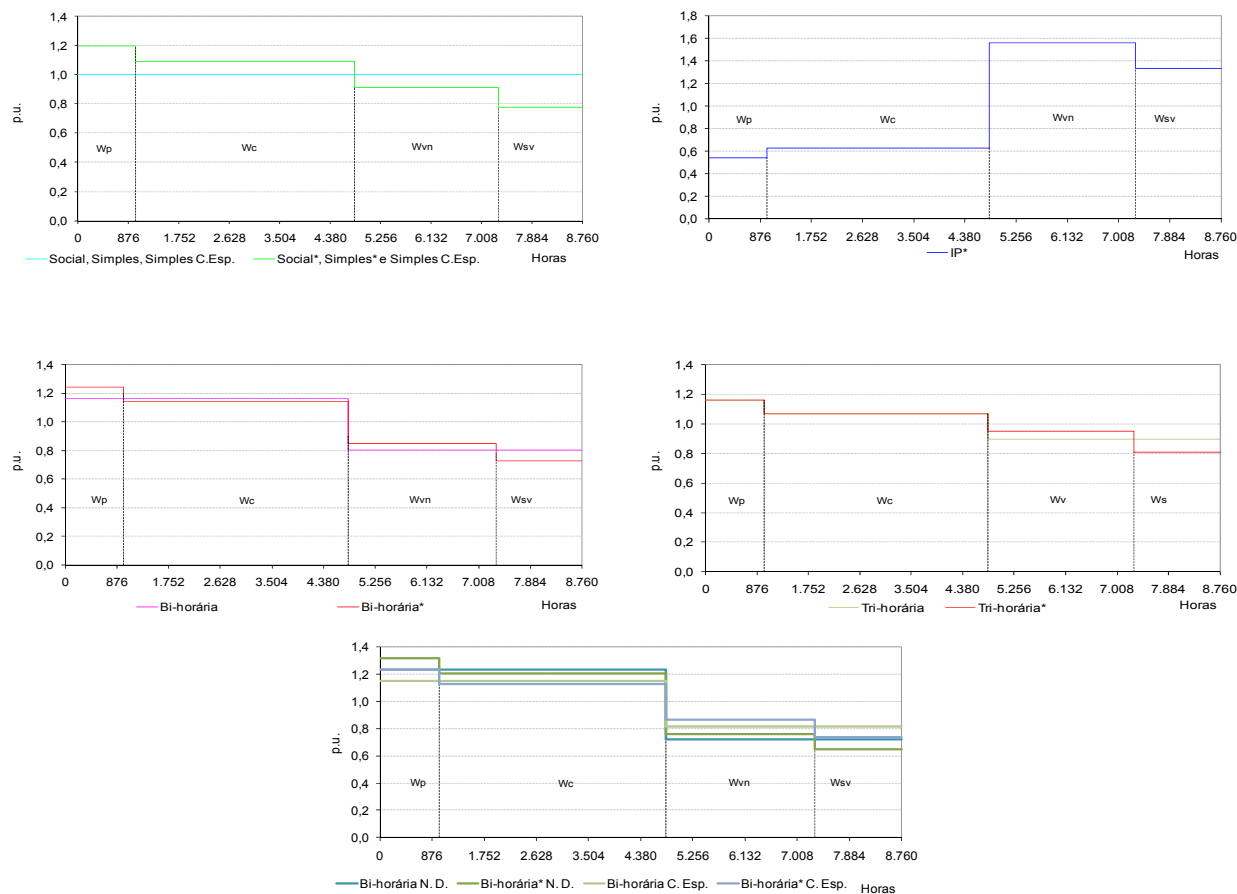 1,4
1,2
1,0
0,8
0,6
0,4
0,2
0,0
p.u.
Wp
Wc
Wvn
Wsv
0 876 1.752 2.628 3.504 4.380 5.256 6.132 7.008 7.884 8.760
Social, Simples, Simples C.Esp. Social*, Simples* e Simples C.Esp. Horas
1,8
1,6
1,4
1,2
1,0
0,8
0,6
0,4
0,2
0,0
p.u.
Wp
Wc
Wvn
Wsv
0 876 1.752 2.628 3.504 4.380 5.256 6.132 7.008 7.884 8.760
IP* Horas
1,4
1,2
1,0
0,8
0,6
0,4
0,2
0,0
p.u.
Wp
Wc
Wvn
Wsv
0 876 1.752 2.628 3.504 4.380 5.256 6.132 7.008 7.884 8.760
Bi-horária Bi-horária* Horas
1,4
1,2
1,0
0,8
0,6
0,4
0,2
0,0
p.u.
Wp
Wc
Wv
Ws
0 876 1.752 2.628 3.504 4.380 5.256 6.132 7.008 7.884 8.760
Tri-horária Tri-horária* Horas
1,4
1,2
1,0
0,8
0,6
0,4
0,2
0,0
p.u.
Wp
Wc
Wvn
Wsv
0 876 1.752 2.628 3.504 4.380 5.256 6.132 7.008 7.884 8.760
Bi-horária N. D. Bi-horária* N. D. Bi-horária C. Esp. Bi-horária* C. Esp. Horas